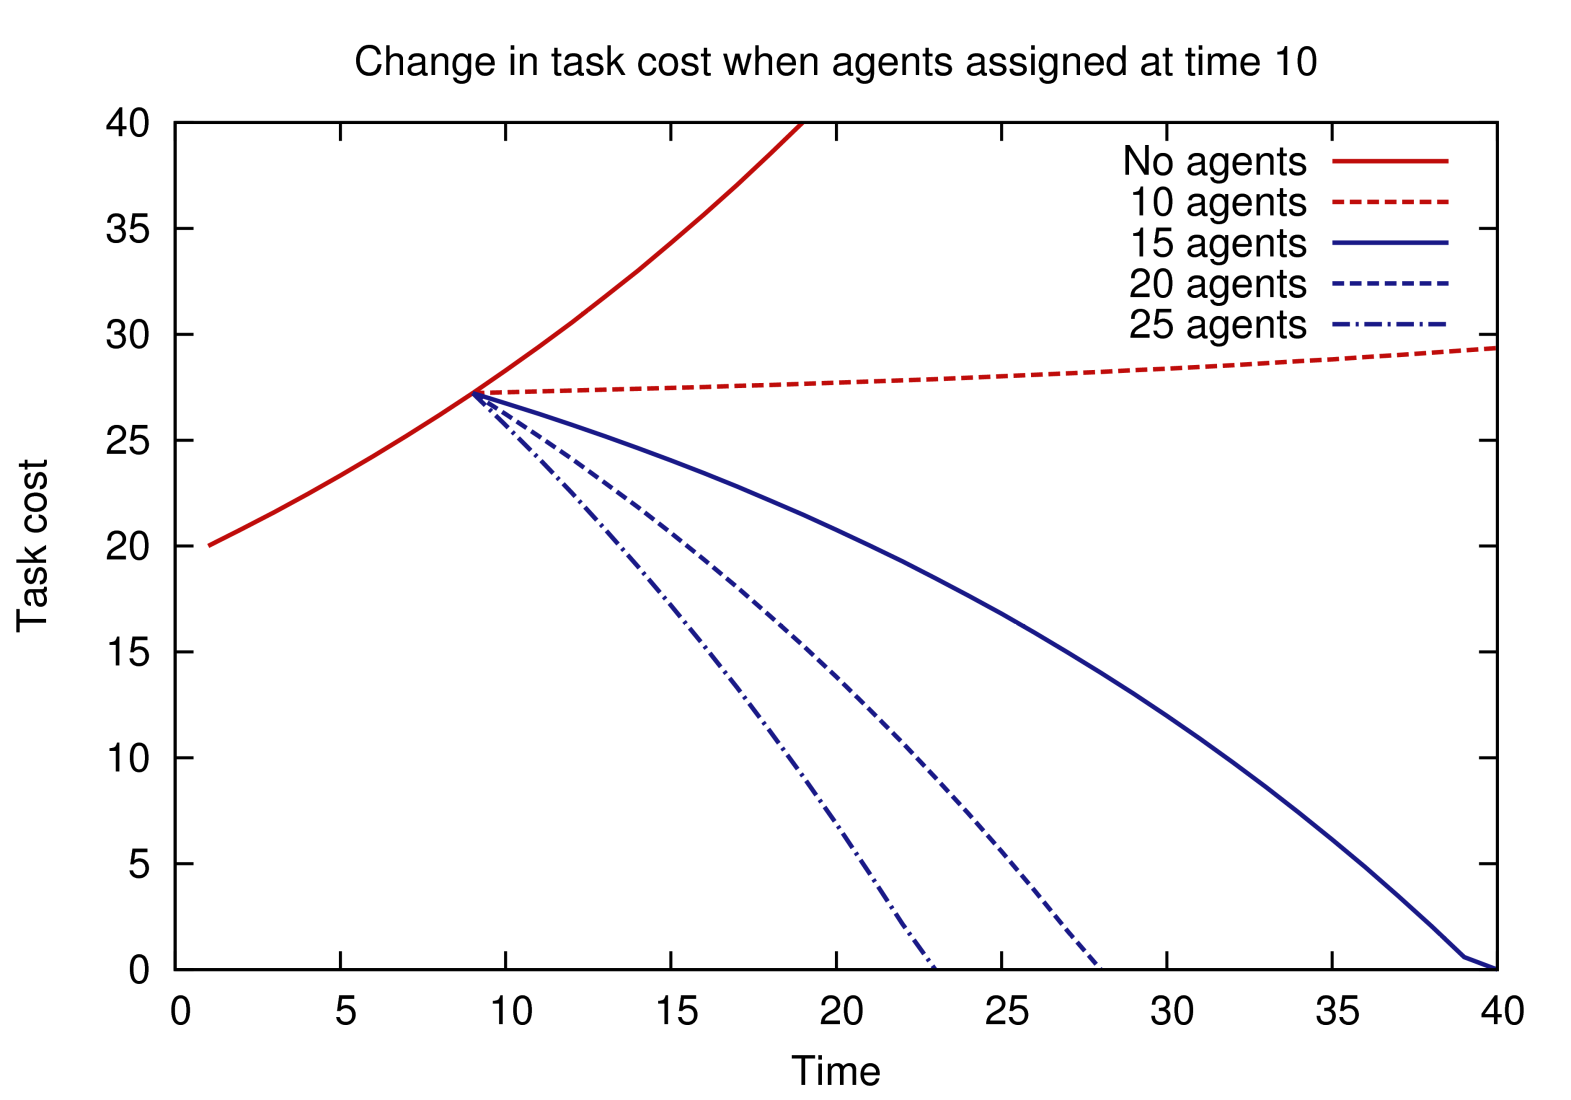 Change in task cost when agents assigned at time 10
40
35
30
25
20
15
10
5
0
Task cost
No agents
10 agents
15 agents
20 agents
25 agents
0 5 10 15 20 25 30 35 40
Time